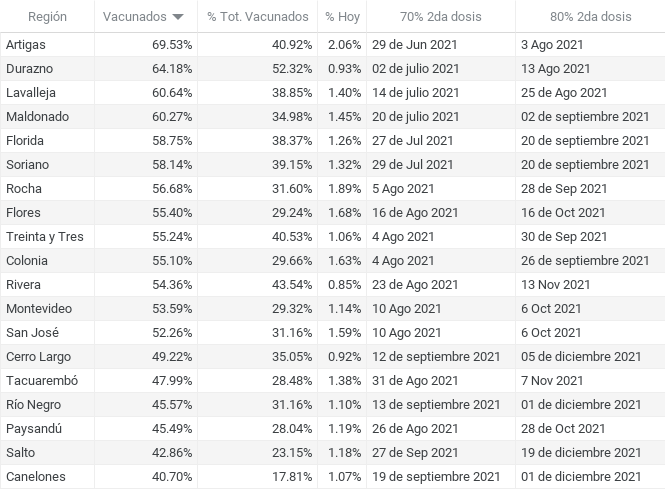 Región Vacunados % Tot. Vacunados % Hoy 70% 2da dosis 80% 2da dosis
Artigas 69.53% 40.92% 2.06% 29 de Jun 2021 3 Ago 2021
Durazno 64.18% 52.32% 0.93% 02 de julio 2021 13 Ago 2021
Lavalleja 60.64% 38.85% 1.40% 14 de julio 2021 25 de Ago 2021
Maldonado 60.27% 34.98% 1.45% 20 de julio 2021 02 de septiembre 2021
Florida 58.75% 38.37% 1.26% 27 de Jul 2021 20 de septiembre 2021
Soriano 58.14% 39.15% 1.32% 29 de Jul 2021 20 de septiembre 2021
Rocha 56.68% 31.60% 1.89% 5 Ago 2021 28 de Sep 2021
Flores 55.40% 29.24% 1.68% 16 de Ago 2021 16 de Oct 2021
Treinta y Tres 55.24% 40.53% 1.06% 4 Ago 2021 30 de Sep 2021
Colonia 55.10% 29.66% 1.63% 4 Ago 2021 26 de septiembre 2021
Rivera 54.36% 43.54% 0.85% 23 de Ago 2021 13 Nov 2021
Montevideo 53.59% 29.32% 1.14% 10 Ago 2021 6 Oct 2021
San José 52.26% 31.16% 1.59% 10 Ago 2021 6 Oct 2021
Cerro Largo 49.22% 35.05% 0.92% 12 de septiembre 2021 05 de diciembre 2021
Tacuarembó 47.99% 28.48% 1.38% 31 de Ago 2021 7 Nov 2021
Río Negro 45.57% 31.16% 1.10% 13 de septiembre 2021 01 de diciembre 2021
Paysandú 45.49% 28.04% 1.19% 26 de Ago 2021 28 de Oct 2021
Salto 42.86% 23.15% 1.18% 27 de Sep 2021 19 de diciembre 2021
Canelones 40.70% 17.81% 1.07% 19 de septiembre 2021 01 de diciembre 2021